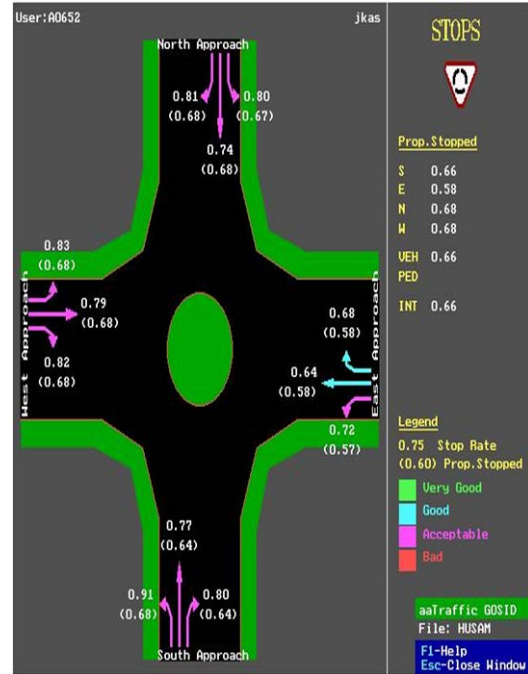 User:A0652
jkas
STOPS
North Approach
0.81
(0.68)
0.80
(0.67)
0.74
(0.68)
Prop.Stopped
S 0.66
E 0.58
N 0.68
W 0.68
VEH 0.66
PED
INT 0.66
0.83
(0.68)
0.79
(0.68)
0.82
(0.68)
West Approach
0.68
(0.58)
0.64
(0.58)
0.72
(0.57)
East Approach
0.77
(0.64)
0.91
(0.68)
0.80
(0.64)
South Approach
Legend
0.75 Stop Rate
(0.60) Prop.Stopped
Very Good
Good
Acceptable
Bad
aaTraffic GOSID
File: HUSAM
F1-Help
Esc-Close Window